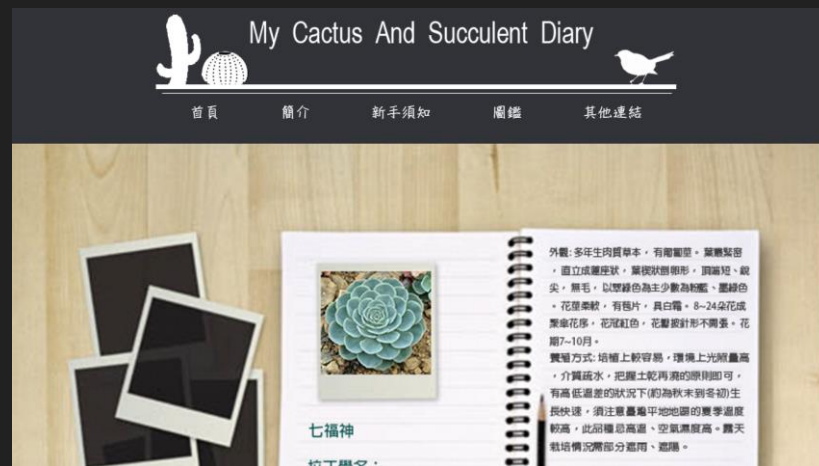 My Cactus And Succulent Diary
首頁 簡介 新手須知 圖鑑 其他連結
七福神
校正學名：
外觀: 多年生肉質草本，有葡匐莖。葉叢緊密
，直立成蓮座狀，葉楔狀倒卵形，頂端短、銳
尖，無毛，以翠綠色為主少數為粉藍、墨綠色
。花莖柔軟，有苞片，具白霜。8~24朵花成
聚傘花序，花冠紅色，花瓣披針形不開張。花
期7~10月。
養殖方式: 培植上較容易，環境上光照量高
，介質疏水，把握土乾再澆的原則即可，
有高低溫差的狀況下(約為秋末到冬初)生
長快速，須注意臺灣平地地區的夏季溫度
較高，此品種忌高溫、空氣濕度高。露天
栽培情況需部分遮雨、遮陽。